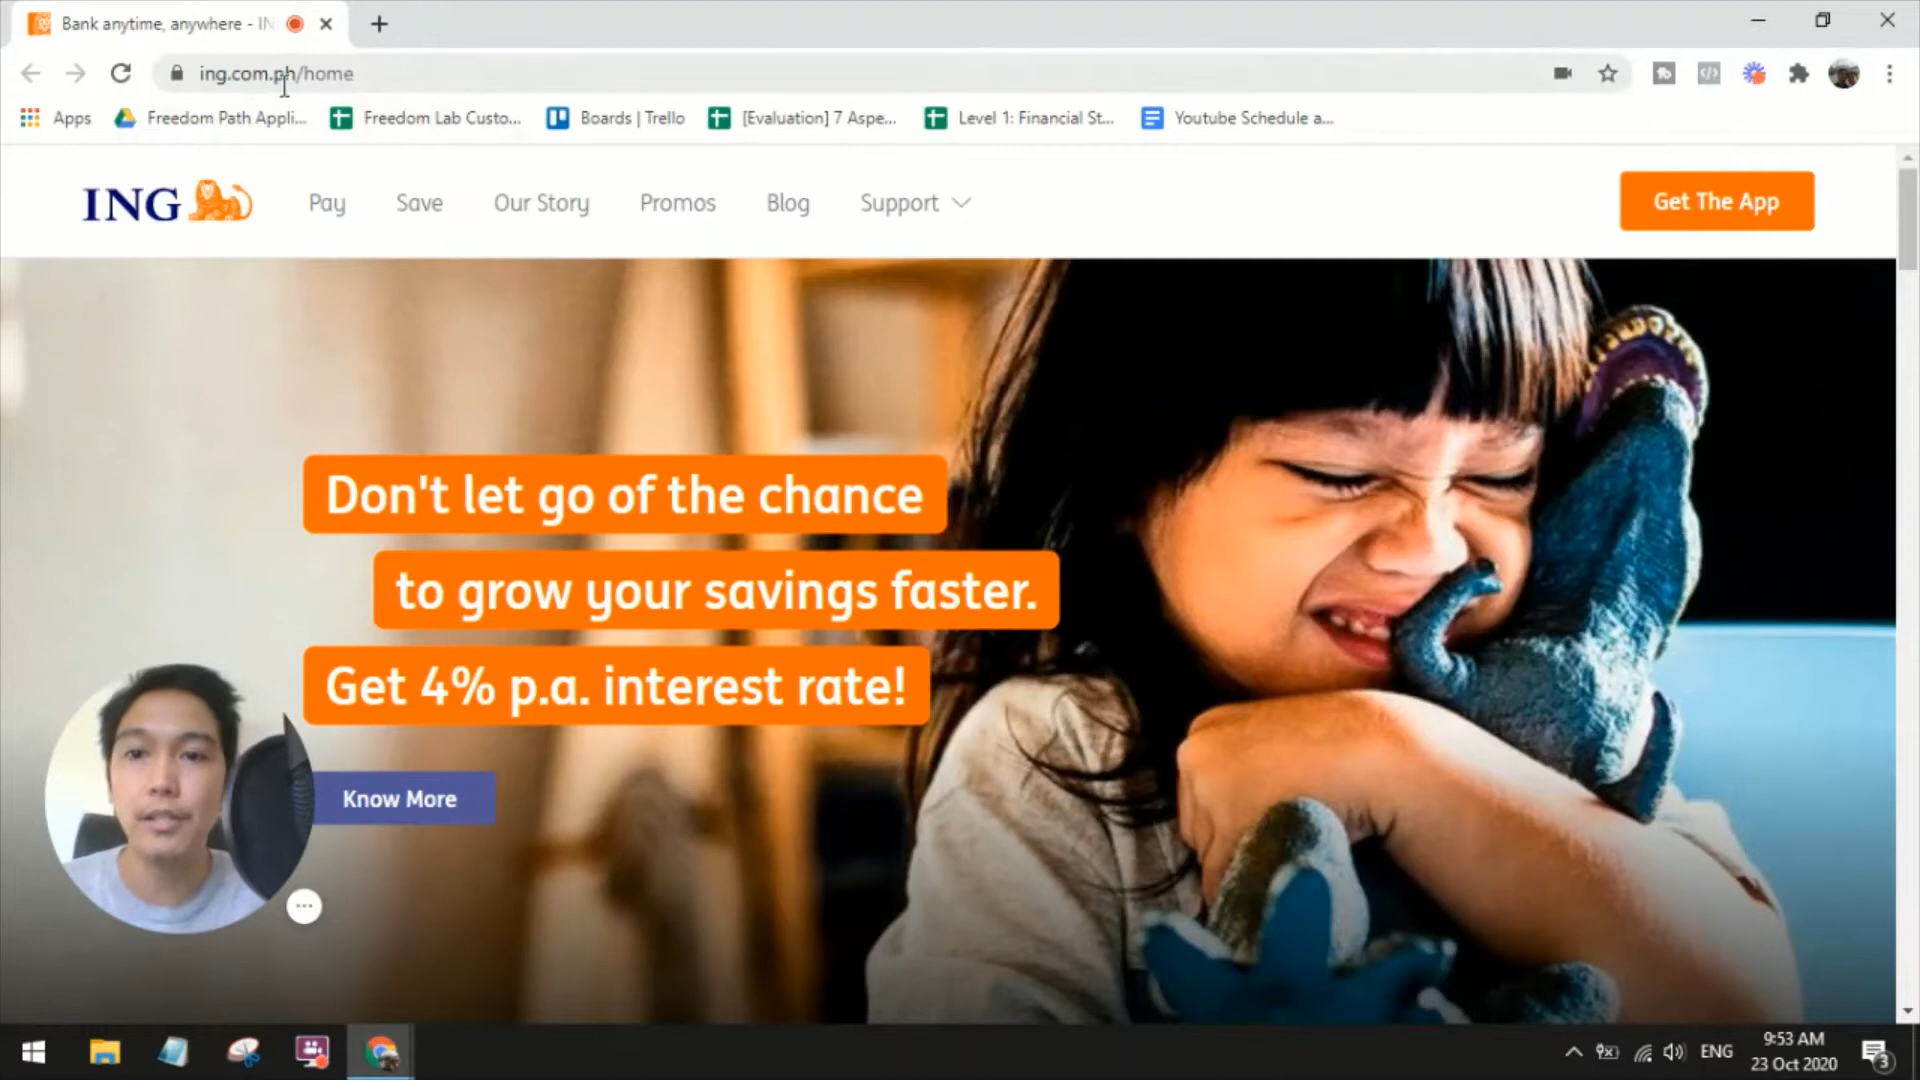 Bank anytime, anywhere - IN
ing.com.ph/home
Apps
Freedom Path Appli...
Freedom Lab Custo...
Boards | Trello
[Evaluation] 7 Aspe...
Level 1: Financial St...
Youtube Schedule a...
ING
Pay
Save
Our Story
Promos
Blog
Support
Get The App
Don't let go of the chance
to grow your savings faster.
Get 4% p.a. interest rate!
Know More
ENG
9:53 AM
23 Oct 2020
3